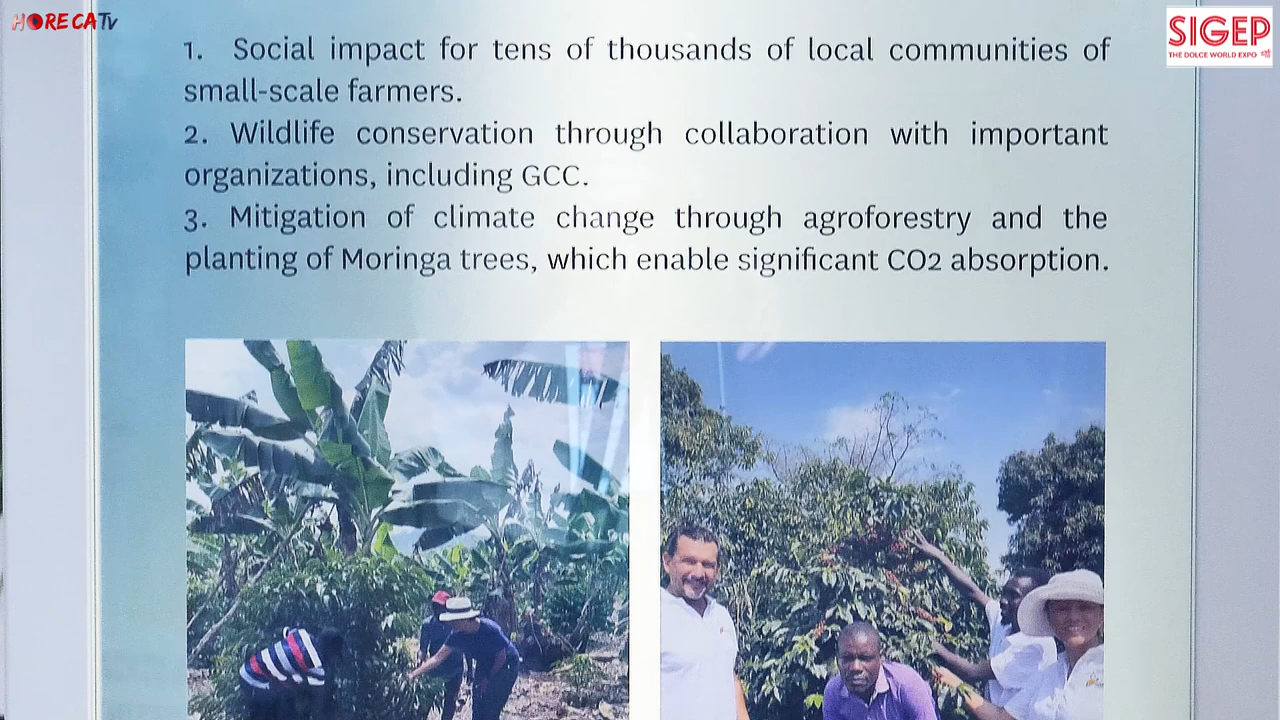 HORECATv
SIGEP
THE DOLCE WORLD EXPO
1. Social impact for tens of thousands of local communities of
small-scale farmers.
2. Wildlife conservation through collaboration with important
organizations, including GCC.
3. Mitigation of climate change through agroforestry and the
planting of Moringa trees, which enable significant CO2 absorption.